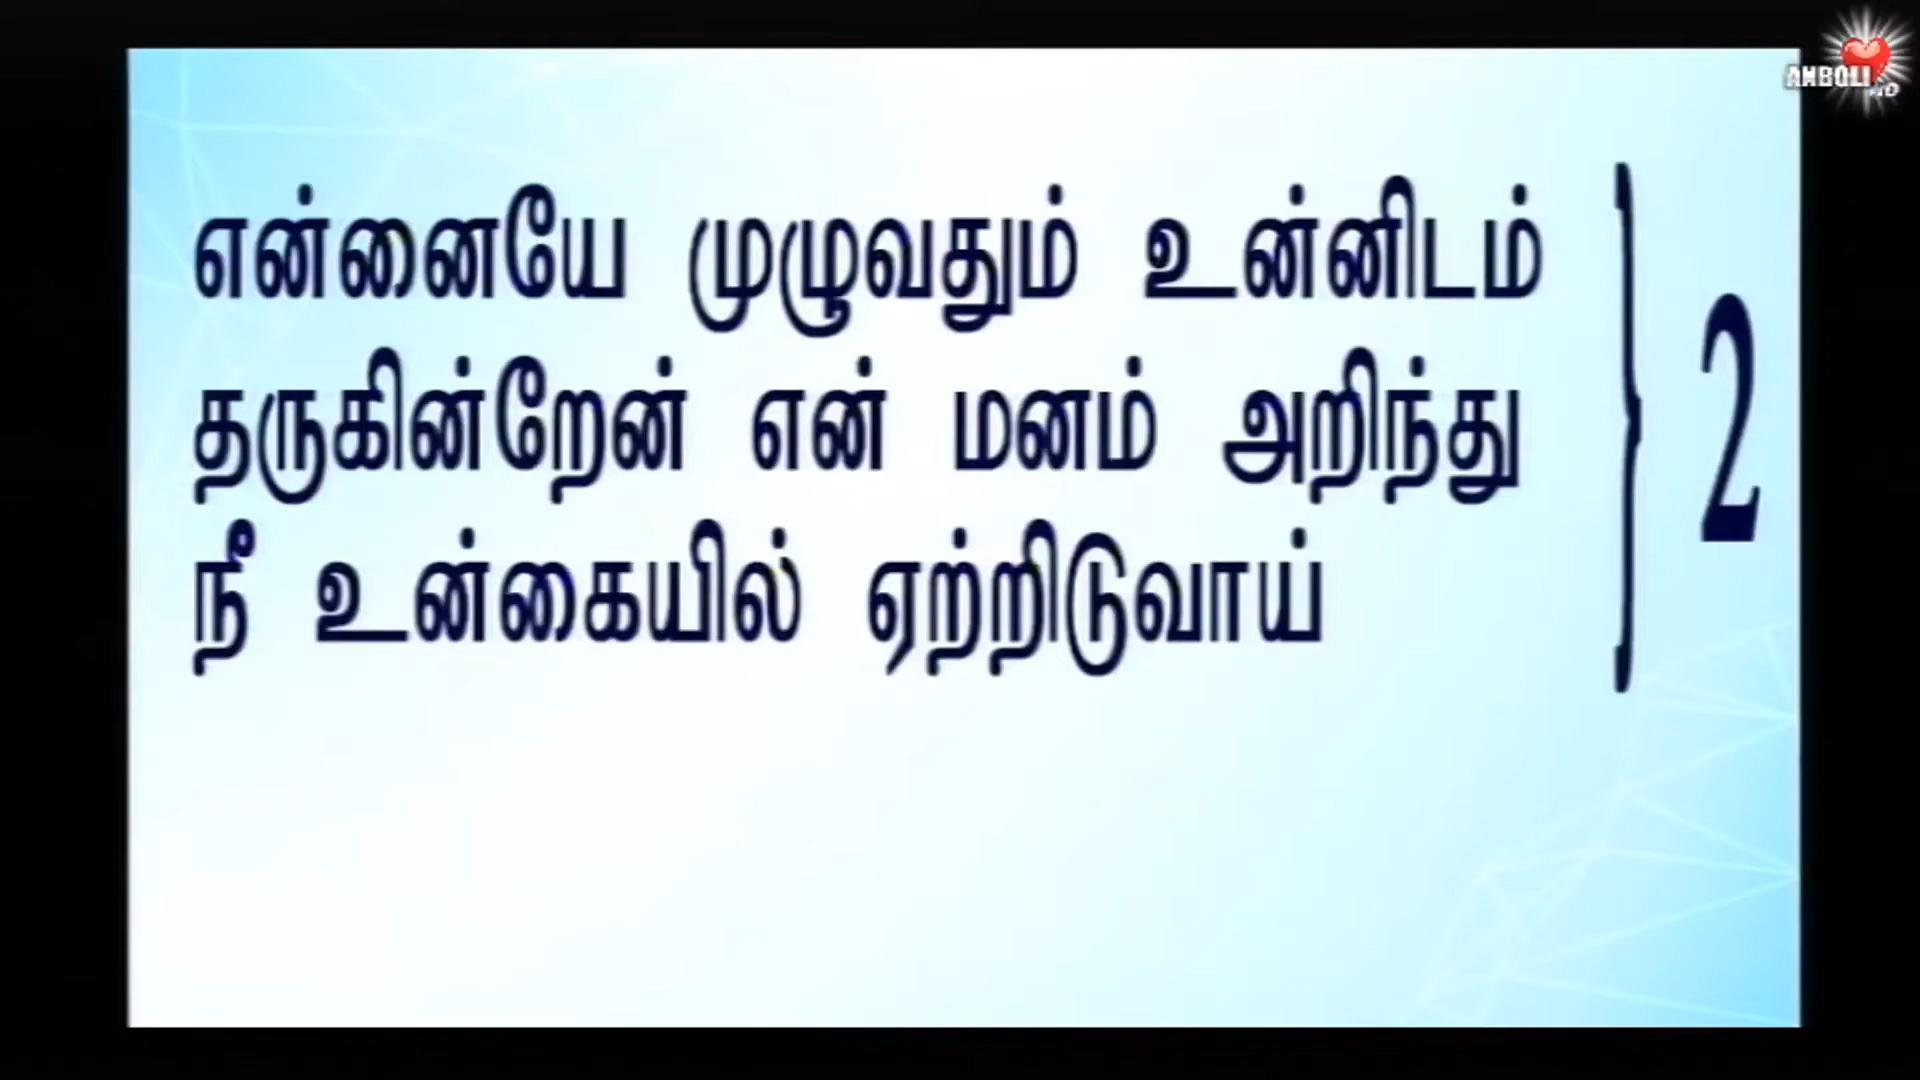 என்னையே முழுவதும் உன்னிடம்
தருகின்றேன் என் மனம் அறிந்து
நீ உன்கையில் ஏற்றிடுவாய்
} 2
ANBOLI HD